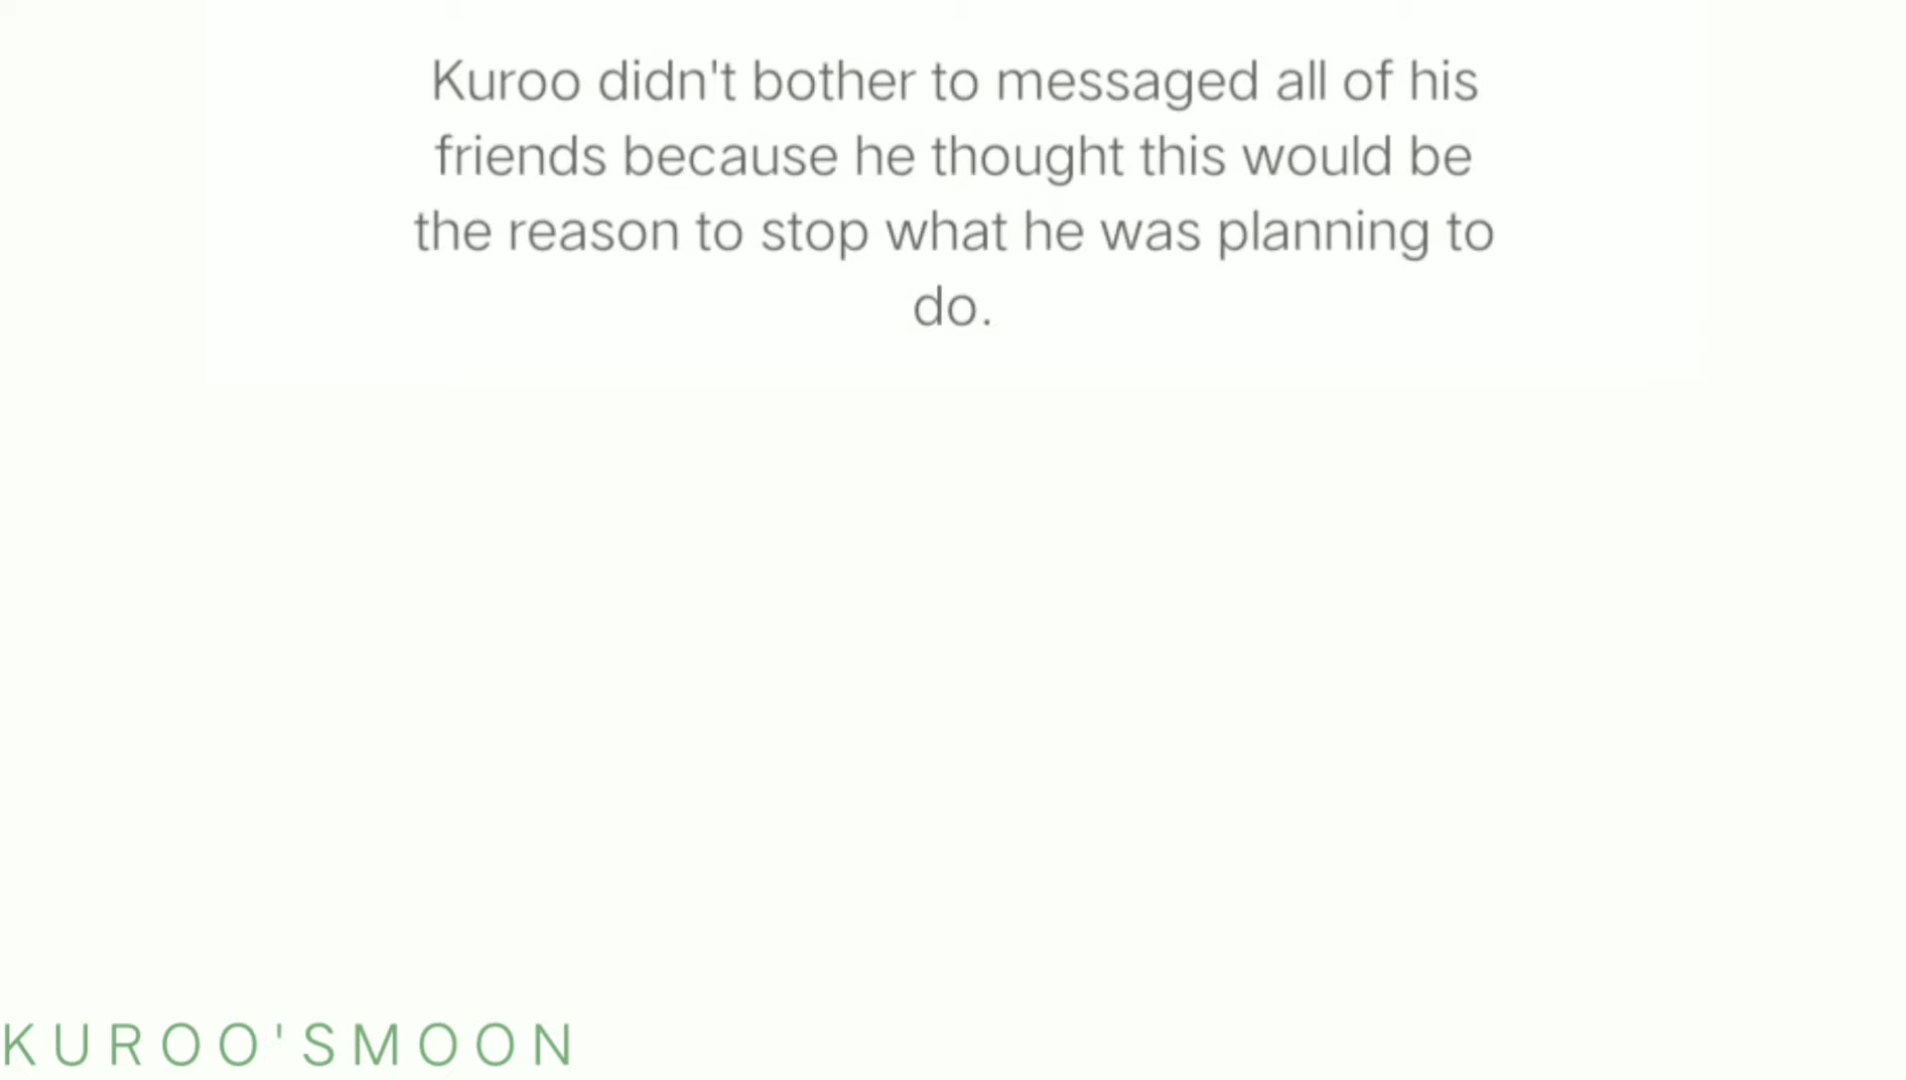 Kuroo didn't bother to messaged all of his
friends because he thought this would be
the reason to stop what he was planning to
do.
KUROO'SMOON